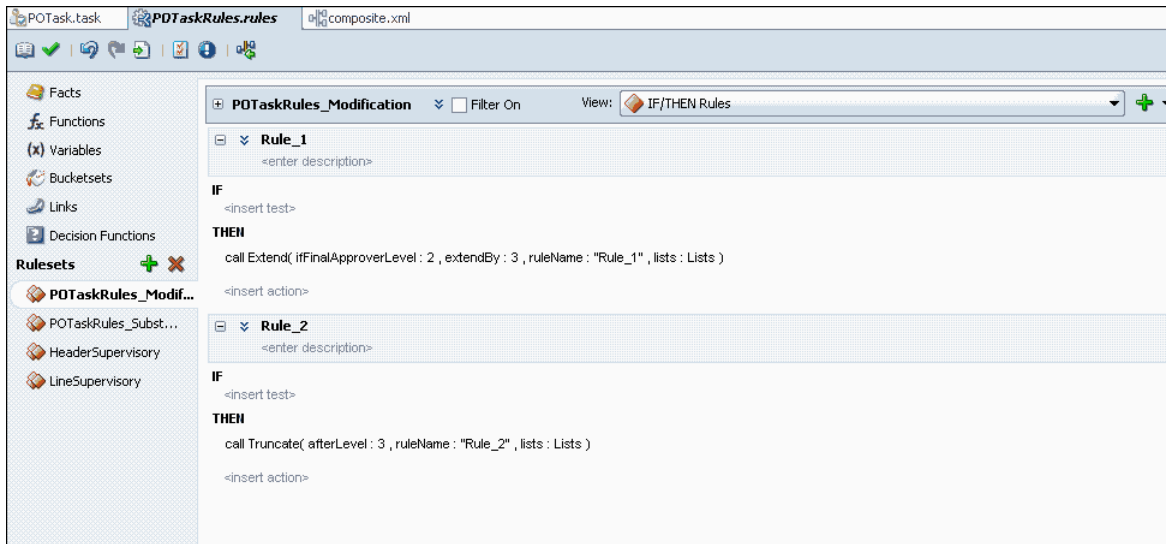 POTask.task POTaskRules.rules composite.xml
Facts
Functions
(x) Variables
Bucketsets
Links
Decision Functions
Rulesets
POTaskRules_Modif...
POTaskRules_Subst...
HeaderSupervisory
LineSupervisory
POTaskRules_Modification Filter On View: IF/THEN Rules
Rule_1
<enter description>
IF
<insert test>
THEN
call Extend( ifFinalApproverLevel : 2 , extendBy : 3 , ruleName : "Rule_1" , lists : Lists )
<insert action>
Rule_2
<enter description>
IF
<insert test>
THEN
call Truncate( afterLevel : 3 , ruleName : "Rule_2" , lists : Lists )
<insert action>